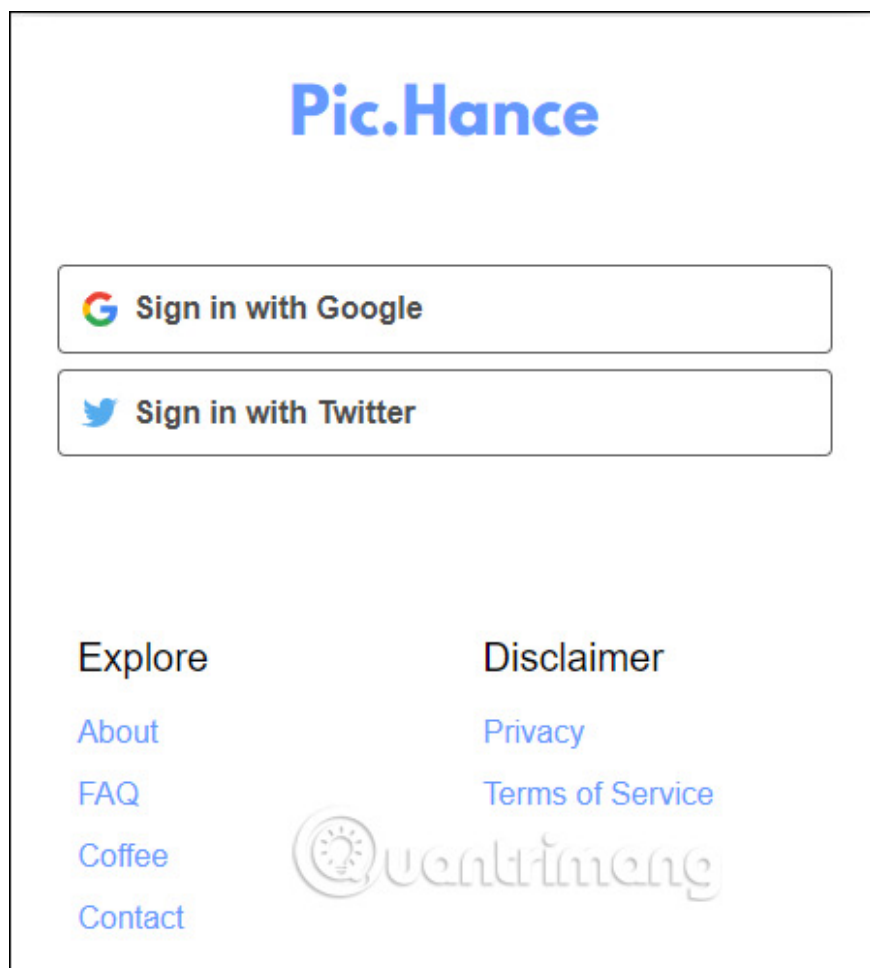 Pic.Hance
Sign in with Google
Sign in with Twitter
Explore
About
FAQ
Coffee
Contact
Disclaimer
Privacy
Terms of Service
Quantrimang